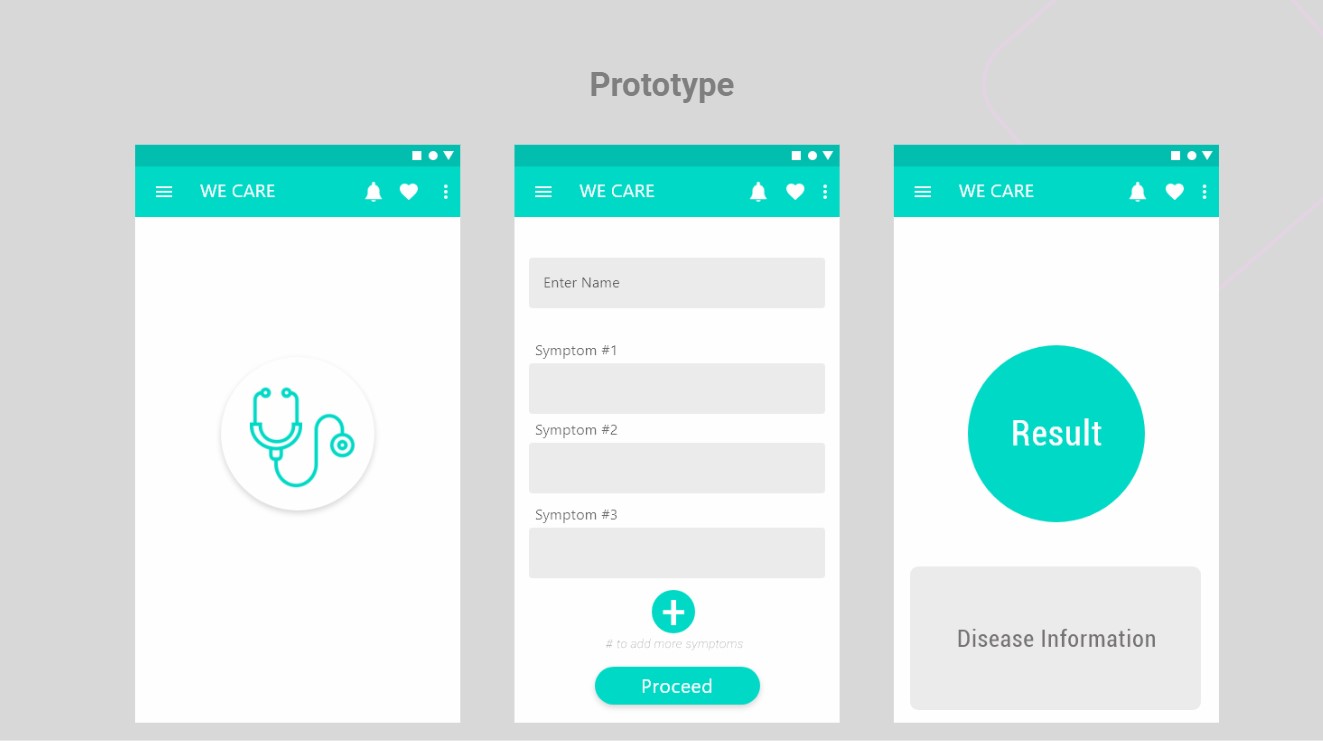 Prototype
WE CARE
WE CARE
Enter Name
Symptom #1
Symptom #2
Symptom #3
# to add more symptoms
Proceed
WE CARE
Result
Disease Information